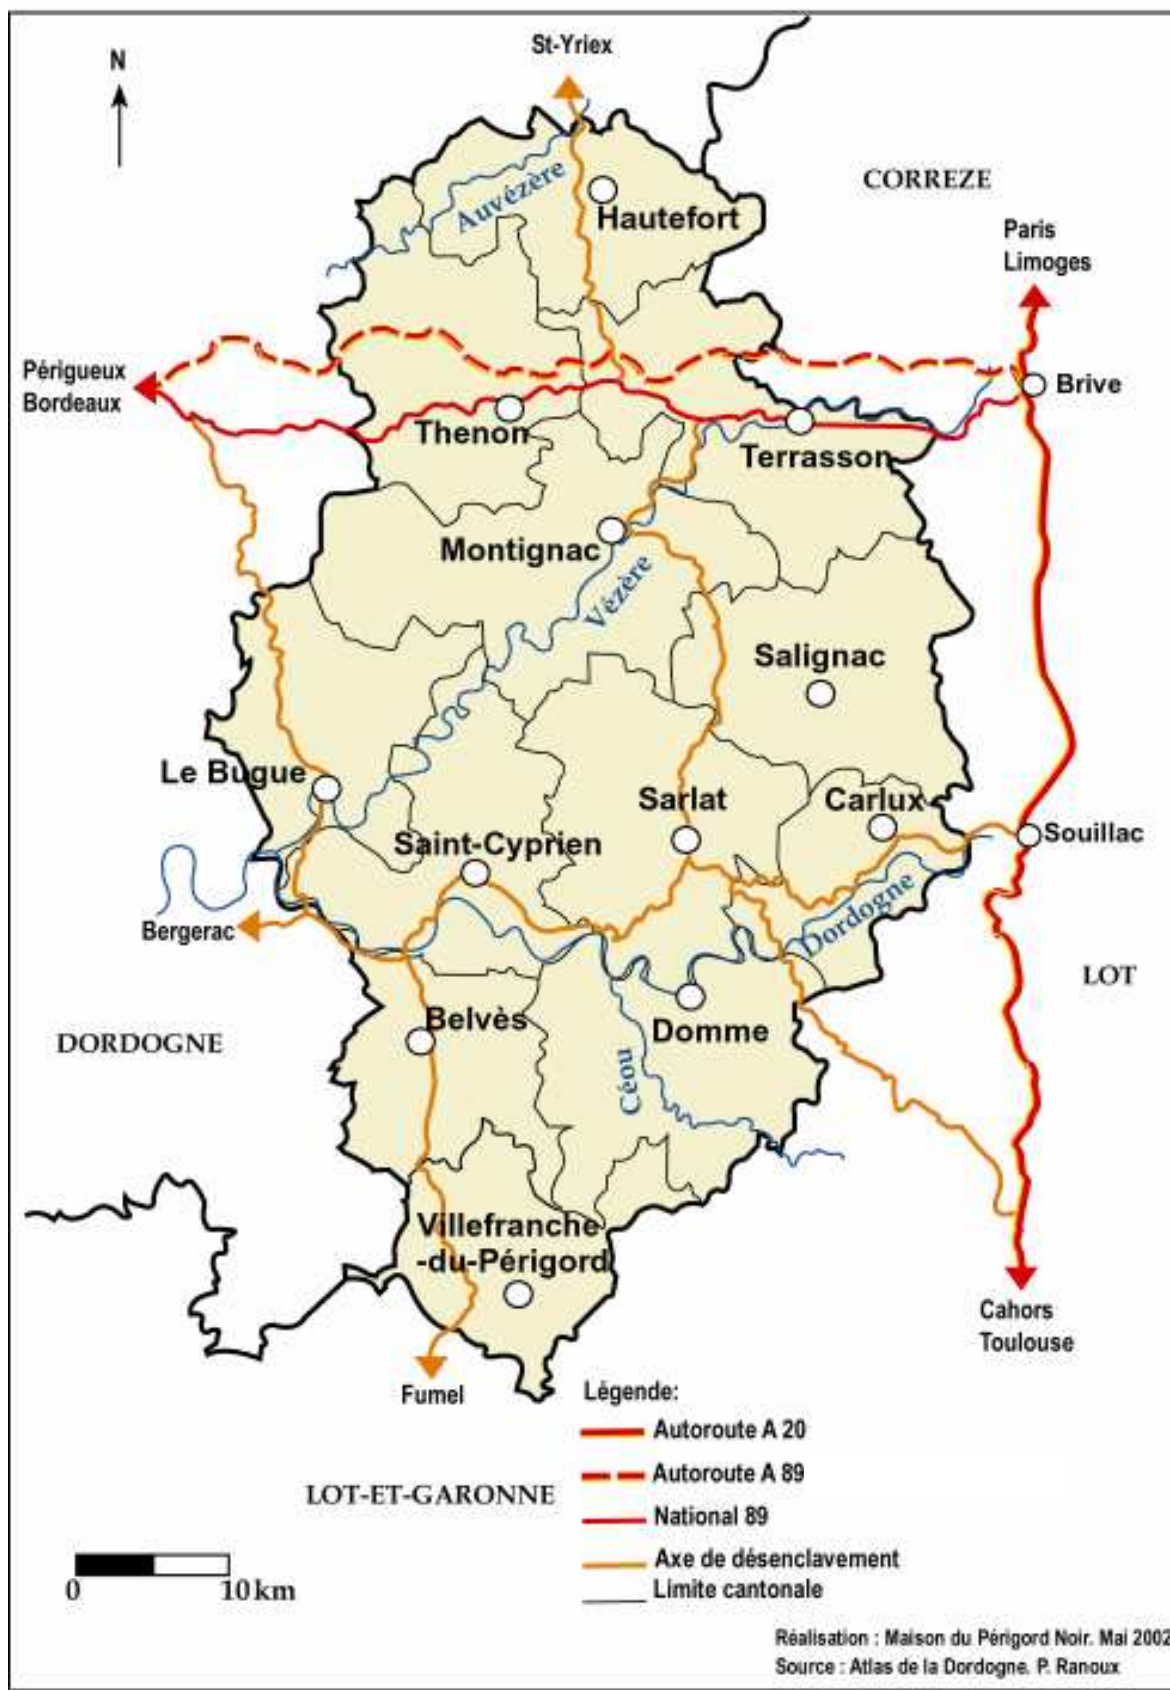 St-Yriex
N
Auvézère
CORREZE
Hautefort
Paris
Limoges
Périgueux
Bordeaux
Brive
Thenon
Terrasson
Montignac
Vézère
Salignac
Le Bugue
Sarlat
Carlux
Souillac
Saint-Cyprien
Dordogne
Bergerac
LOT
Belvès
Domme
DORDOGNE
Céou
Villefranche
-du-Périgord
Cahors
Toulouse
Fumel
Légende:
Autoroute A 20
Autoroute A 89
LOT-ET-GARONNE
National 89
Axe de désenclavement
Limite cantonale
0 10 km
Réalisation : Maison du Périgord Noir. Mai 2002
Source : Atlas de la Dordogne. P. Ranoux